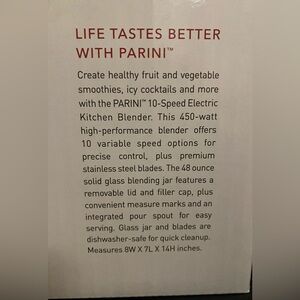 LIFE TASTES BETTER
WITH PARINI™
Create healthy fruit and vegetable
smoothies, icy cocktails and more
with the PARINI™ 10-Speed Electric
Kitchen Blender. This 450-watt
high-performance blender offers
10 variable speed options for
precise control, plus premium
stainless steel blades. The 48 ounce
solid glass blending jar features a
removable lid and filler cap, plus
convenient measure marks and an
integrated pour spout for easy
serving. Glass jar and blades are
dishwasher-safe for quick cleanup.
Measures 8W X 7L X 14H inches.